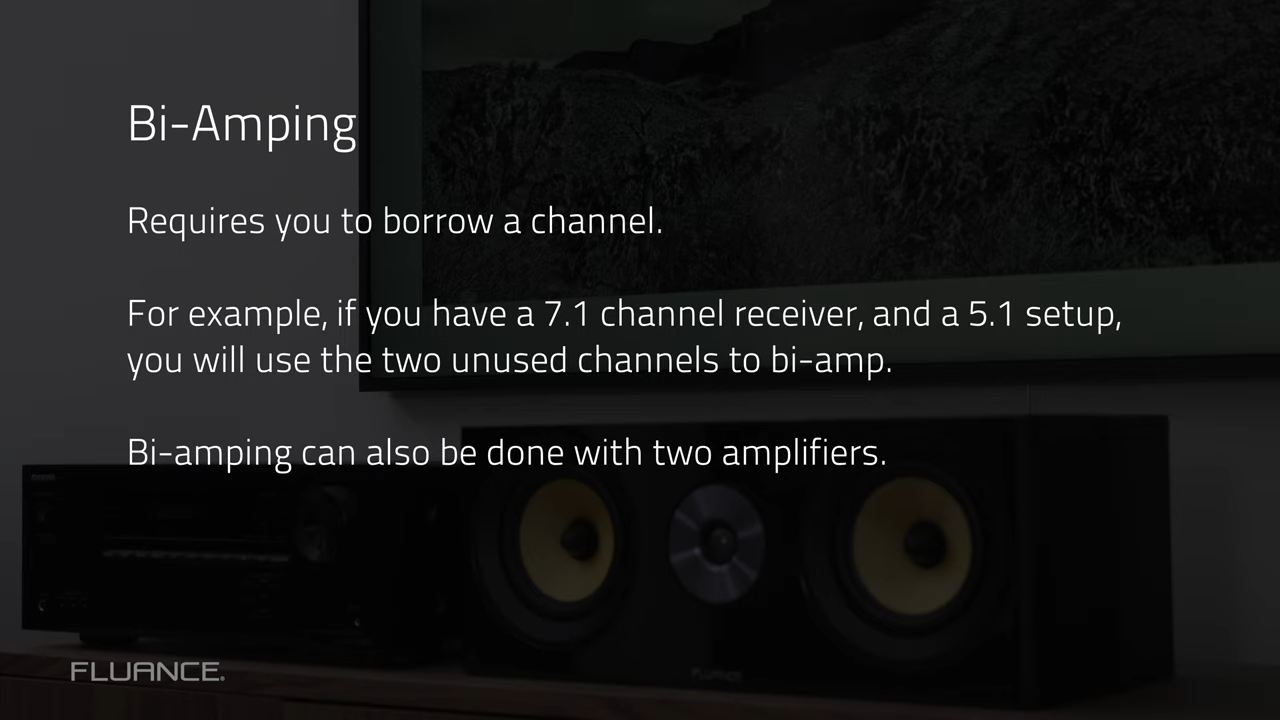 Bi-Amping
Requires you to borrow a channel.
For example, if you have a 7.1 channel receiver, and a 5.1 setup,
you will use the two unused channels to bi-amp.
Bi-amping can also be done with two amplifiers.
FLUANCE
FLUANCE.